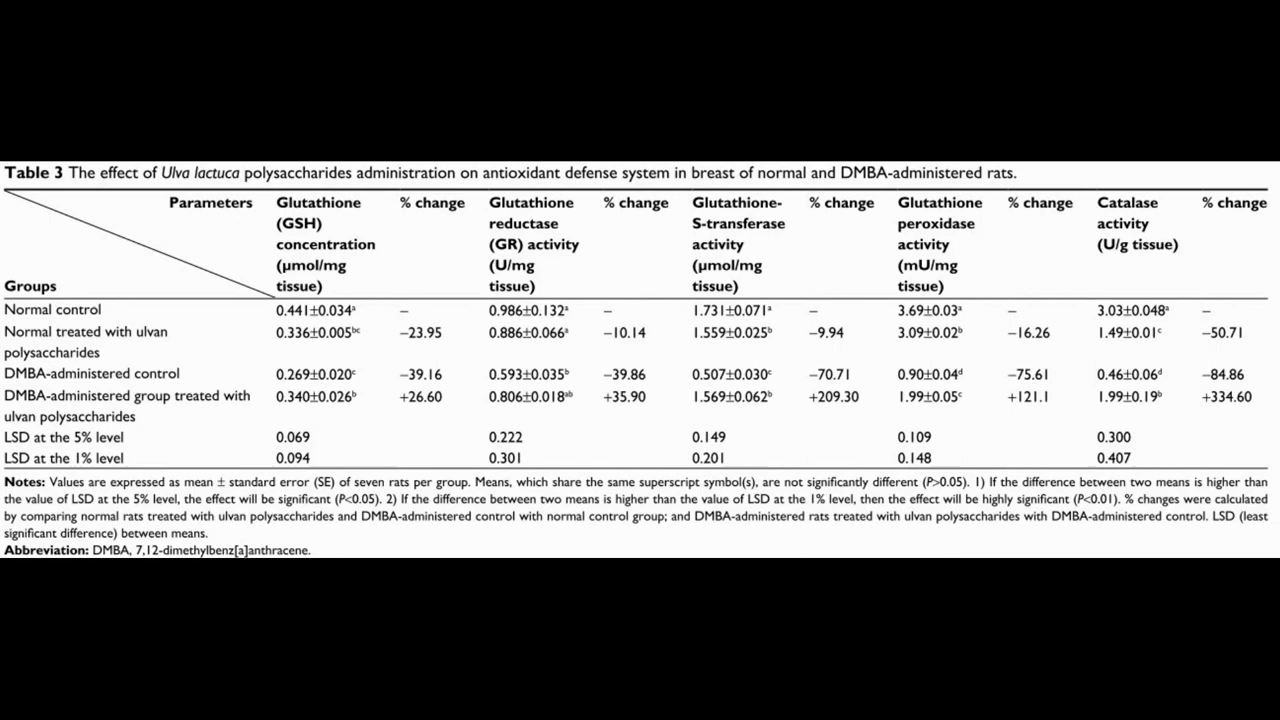 Table 3 The effect of Ulva lactuca polysaccharides administration on antioxidant defense system in breast of normal and DMBA-administered rats.
Parameters Glutathione % change Glutathione % change Glutathione- % change Glutathione % change Catalase % change
(GSH) reductase S-transferase peroxidase activity
concentration (GR) activity activity activity (U/g tissue)
(µmol/mg (U/mg (µmol/mg (mU/mg
Groups tissue) tissue) tissue) tissue)
Normal control 0.441±0.034ᵃ – 0.986±0.132ᵃ – 1.731±0.071ᵃ – 3.69±0.03ᵃ – 3.03±0.048ᵃ –
Normal treated with ulvan 0.336±0.005ᵇᶜ −23.95 0.886±0.066ᵃ −10.14 1.559±0.025ᵇ −9.94 3.09±0.02ᵇ −16.26 1.49±0.01ᶜ −50.71
polysaccharides
DMBA-administered control 0.269±0.020ᶜ −39.16 0.593±0.035ᵇ −39.86 0.507±0.030ᶜ −70.71 0.90±0.04ᵈ −75.61 0.46±0.06ᵈ −84.86
DMBA-administered group treated with 0.340±0.026ᵇ +26.60 0.806±0.018ᵃᵇ +35.90 1.569±0.062ᵇ +209.30 1.99±0.05ᶜ +121.1 1.99±0.19ᵇ +334.60
ulvan polysaccharides
LSD at the 5% level 0.069 0.222 0.149 0.109 0.300
LSD at the 1% level 0.094 0.301 0.201 0.148 0.407
Notes: Values are expressed as mean ± standard error (SE) of seven rats per group. Means, which share the same superscript symbol(s), are not significantly different (P>0.05). 1) If the difference between two means is higher than
the value of LSD at the 5% level, the effect will be significant (P<0.05). 2) If the difference between two means is higher than the value of LSD at the 1% level, then the effect will be highly significant (P<0.01). % changes were calculated
by comparing normal rats treated with ulvan polysaccharides and DMBA-administered control with normal control group; and DMBA-administered rats treated with ulvan polysaccharides with DMBA-administered control. LSD (least
significant difference) between means.
Abbreviation: DMBA, 7,12-dimethylbenz[a]anthracene.